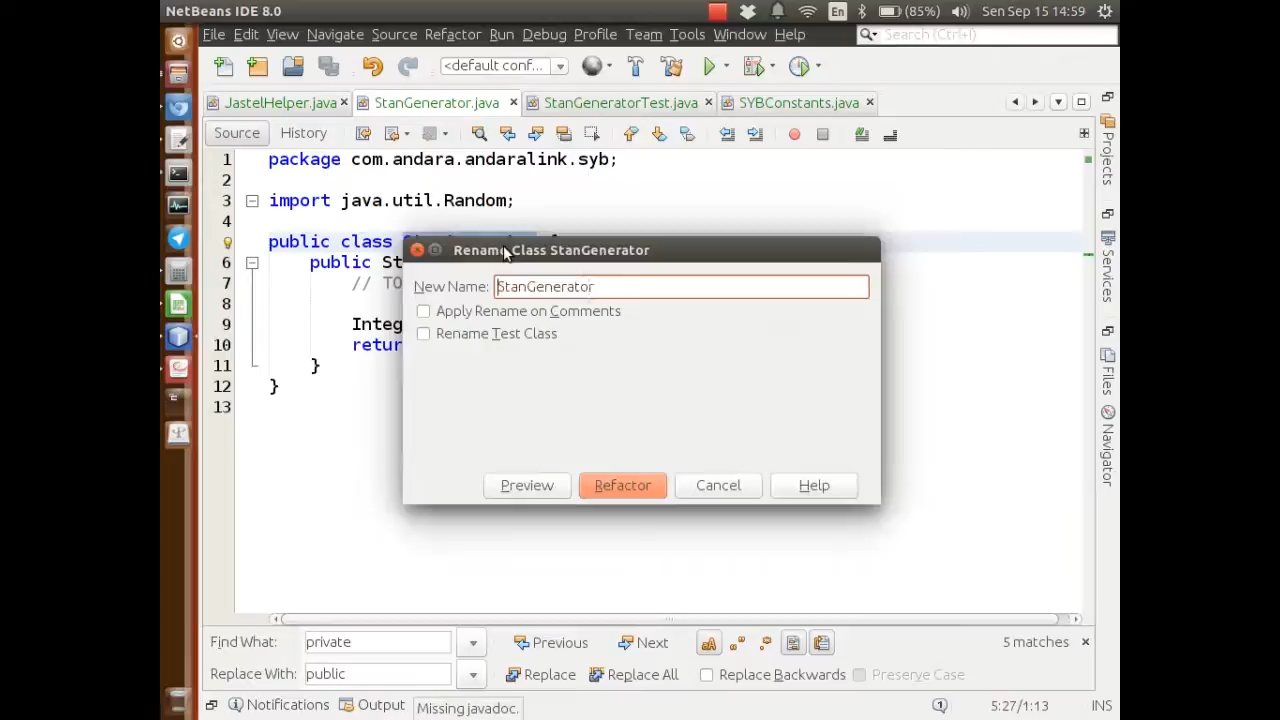 NetBeans IDE 8.0
En
(85%)
Sen Sep 15 14:59
File Edit View Navigate Source Refactor Run Debug Profile Team Tools Window Help
Search (Ctrl+I)
<default conf...
JastelHelper.java
StanGenerator.java
StanGeneratorTest.java
SYBConstants.java
Source
History
1 package com.andara.andaralink.syb;
2
3 import java.util.Random;
4
public class
6 public St
7 // TO
8
9 Integ
10 retur
11 }
12 }
13
Rename Class StanGenerator
New Name: StanGenerator
Apply Rename on Comments
Rename Test Class
Preview
Refactor
Cancel
Help
Projects
Services
Files
Navigator
Find What: private
Previous
Next
5 matches
Replace With: public
Replace
Replace All
Replace Backwards
Preserve Case
Notifications
Output
Missing javadoc.
1
5:27/1:13
INS